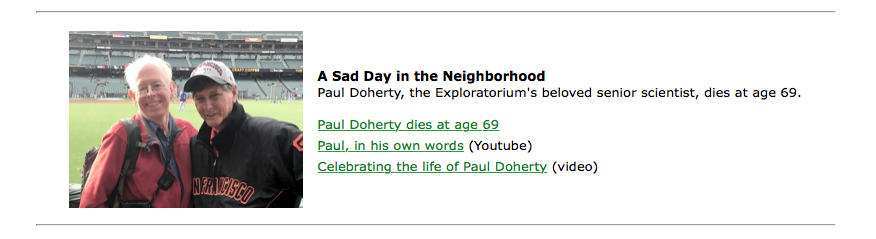 A Sad Day in the Neighborhood
Paul Doherty, the Exploratorium's beloved senior scientist, dies at age 69.
Paul Doherty dies at age 69
Paul, in his own words (Youtube)
Celebrating the life of Paul Doherty (video)